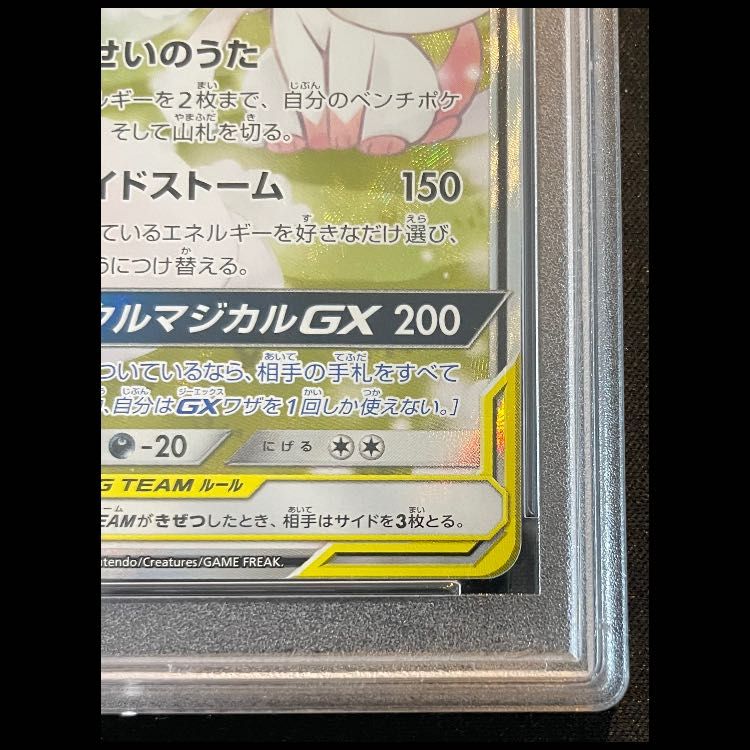 せいのうた
ルギーを2枚まで、自分のベンチポケ
そして山札を切る。
イドストーム 150
ているエネルギーを好きなだけ選び、
うにつけ替える。
カルマジカルGX 200
ついているなら、相手の手札をすべて
、自分はGXワザを1回しか使えない。]
-20 にげる
G TEAM ルール
EAMがきぜつしたとき、相手はサイドを3枚とる。
ntendo/Creatures/GAME FREAK.